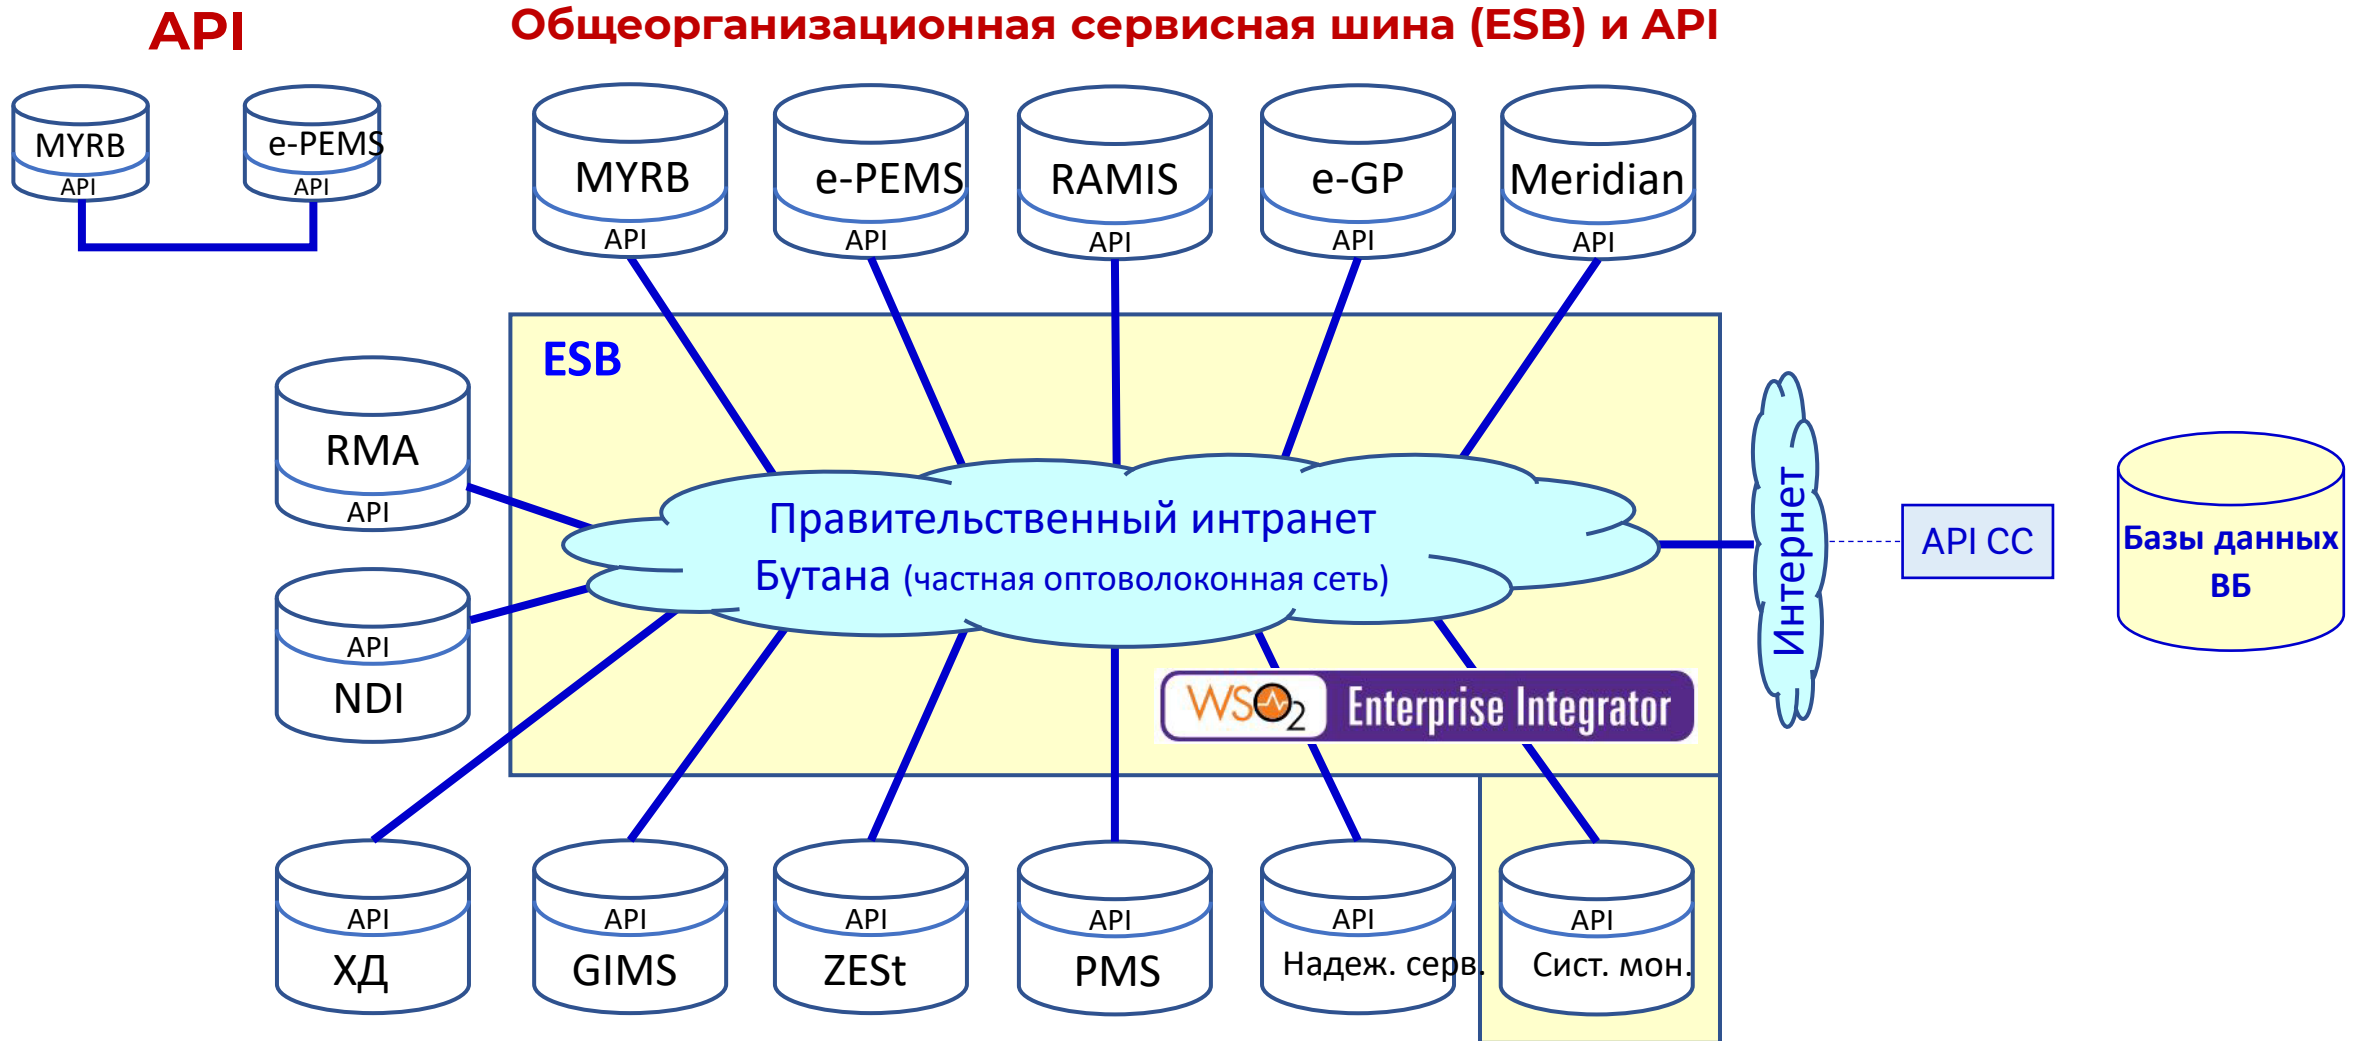 API
Общеорганизационная сервисная шина (ESB) и API
MYRB
API
e-PEMS
API
MYRB
API
e-PEMS
API
RAMIS
API
e-GP
API
Meridian
API
ESB
RMA
API
API
NDI
Правительственный интранет
Бутана (частная оптоволоконная сеть)
Интернет
API CC
Базы данных
ВБ
WSO2 Enterprise Integrator
API
ХД
API
GIMS
API
ZESt
API
PMS
API
Надеж. серв.
API
Сист. мон.